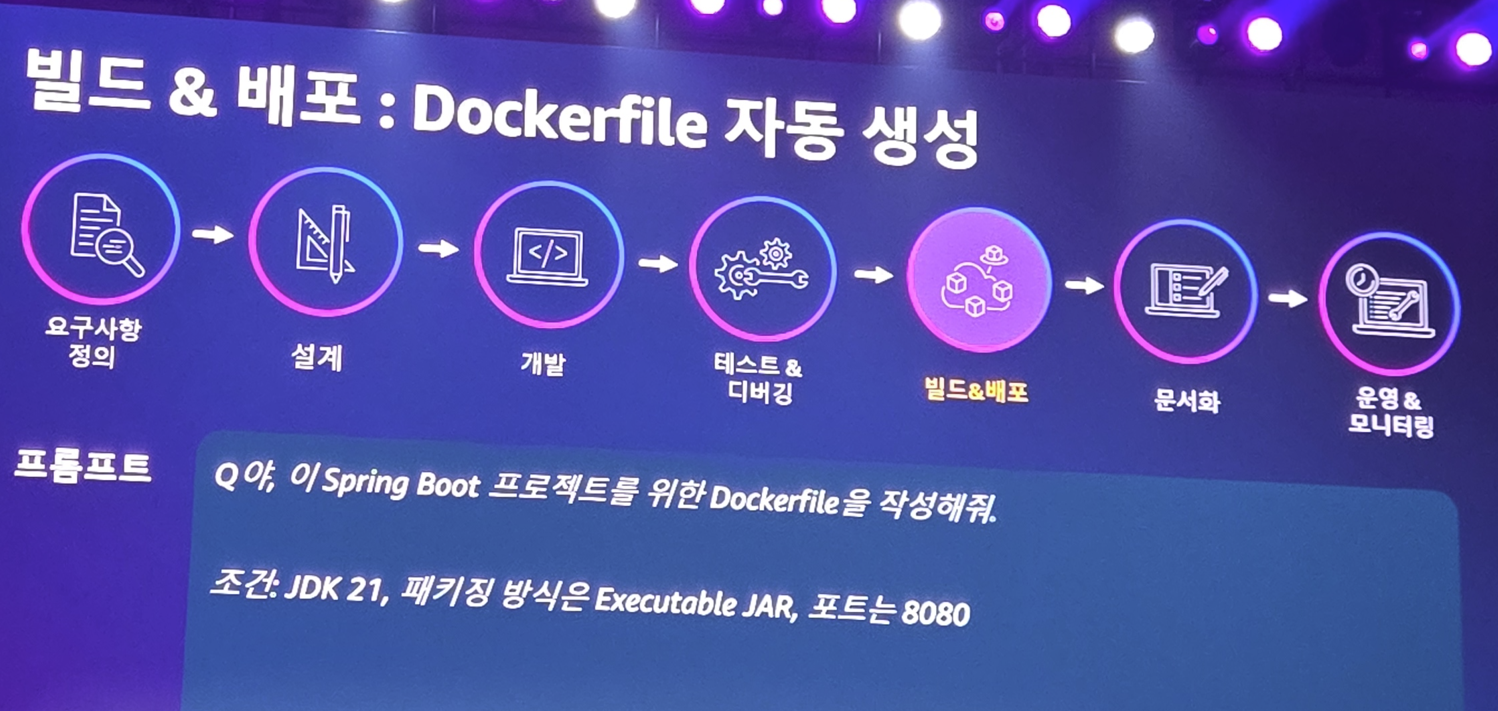 빌드 & 배포 : Dockerfile 자동 생성
</>
요구사항
정의
설계
개발
테스트 &
디버깅
빌드&배포
문서화
운영 &
모니터링
프롬프트
Q야, 이 Spring Boot 프로젝트를 위한 Dockerfile을 작성해줘.
조건: JDK 21, 패키징 방식은 Executable JAR, 포트는 8080